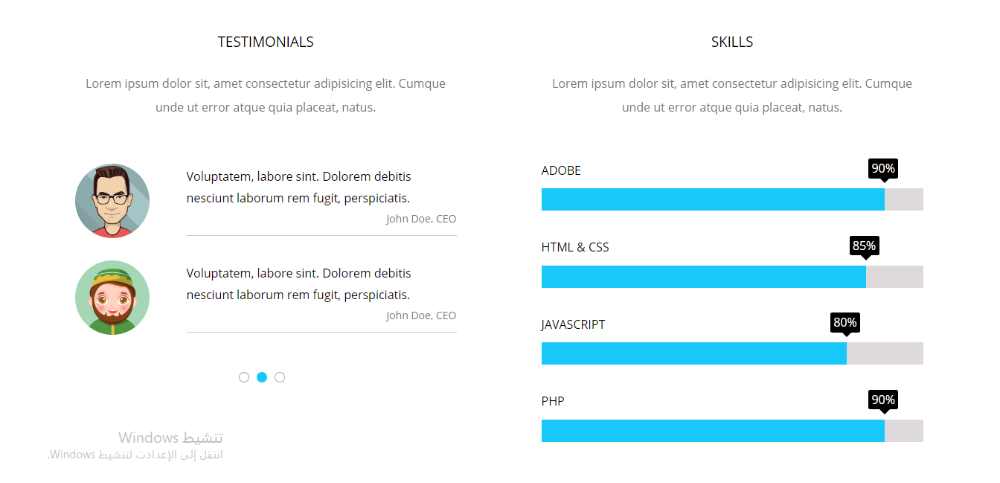 TESTIMONIALS
Lorem ipsum dolor sit, amet consectetur adipisicing elit. Cumque
unde ut error atque quia placeat, natus.
Voluptatem, labore sint. Dolorem debitis
nesciunt laborum rem fugit, perspiciatis.
John Doe, CEO
Voluptatem, labore sint. Dolorem debitis
nesciunt laborum rem fugit, perspiciatis.
John Doe, CEO
SKILLS
Lorem ipsum dolor sit, amet consectetur adipisicing elit. Cumque
unde ut error atque quia placeat, natus.
ADOBE
90%
HTML & CSS
85%
JAVASCRIPT
80%
PHP
90%
تنشيط Windows
انتقل إلى الإعدادت لتنشيط Windows.